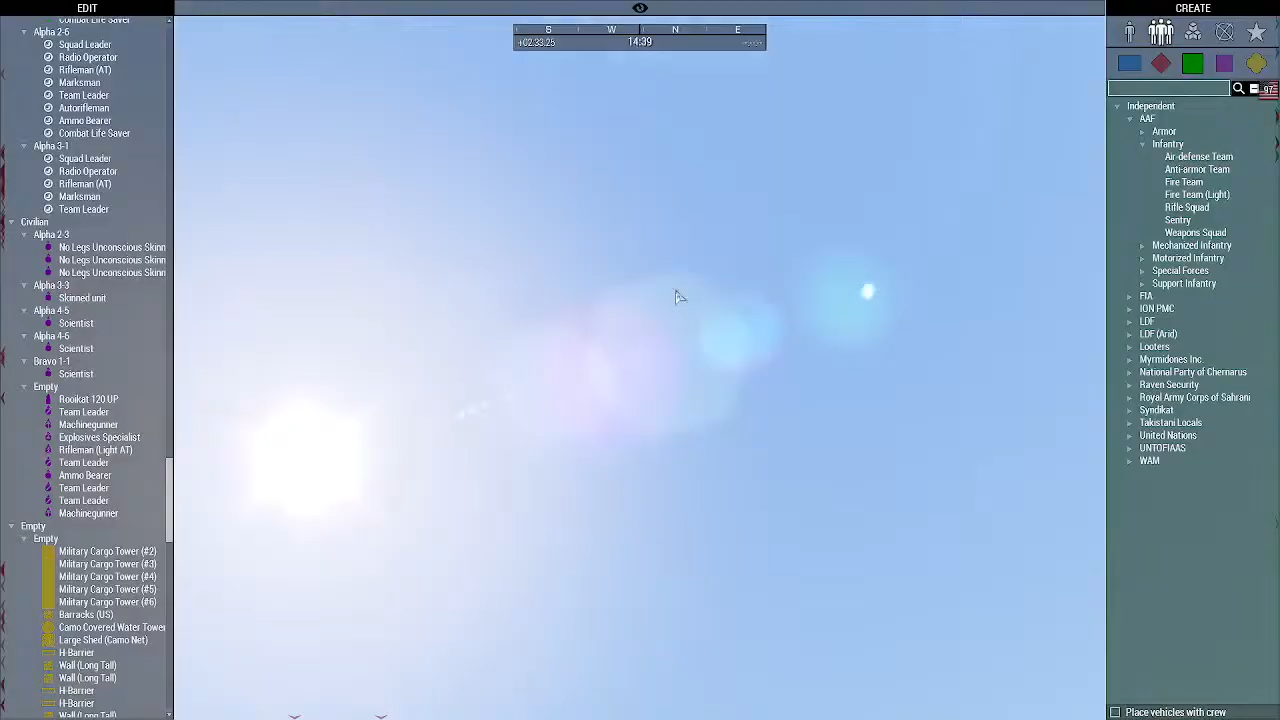 EDIT
Combat Life Saver
Alpha 2-6
Squad Leader
Radio Operator
Rifleman (AT)
Marksman
Team Leader
Autorifleman
Ammo Bearer
Combat Life Saver
Alpha 3-1
Squad Leader
Radio Operator
Rifleman (AT)
Marksman
Team Leader
Civilian
Alpha 2-3
No Legs Unconscious Skinn
No Legs Unconscious Skinn
No Legs Unconscious Skinn
Alpha 3-3
Skinned unit
Alpha 4-5
Scientist
Alpha 4-6
Scientist
Bravo 1-1
Scientist
Empty
Rooikat 120 UP
Team Leader
Machinegunner
Explosives Specialist
Rifleman (Light AT)
Team Leader
Ammo Bearer
Team Leader
Team Leader
Machinegunner
Empty
Empty
Military Cargo Tower (#2)
Military Cargo Tower (#3)
Military Cargo Tower (#4)
Military Cargo Tower (#5)
Military Cargo Tower (#6)
Barracks (US)
Camo Covered Water Tower
Large Shed (Camo Net)
H-Barrier
Wall (Long Tall)
Wall (Long Tall)
H-Barrier
H-Barrier
Wall (Long Tall)
S W N E
+02:33:25 14:39
CREATE
97
Independent
AAF
Armor
Infantry
Air-defense Team
Anti-armor Team
Fire Team
Fire Team (Light)
Rifle Squad
Sentry
Weapons Squad
Mechanized Infantry
Motorized Infantry
Special Forces
Support Infantry
FIA
ION PMC
LDF
LDF (Arid)
Looters
Myrmidones Inc.
National Party of Chernarus
Raven Security
Royal Army Corps of Sahrani
Syndikat
Takistani Locals
United Nations
UNTOFIAAS
WAM
Place vehicles with crew